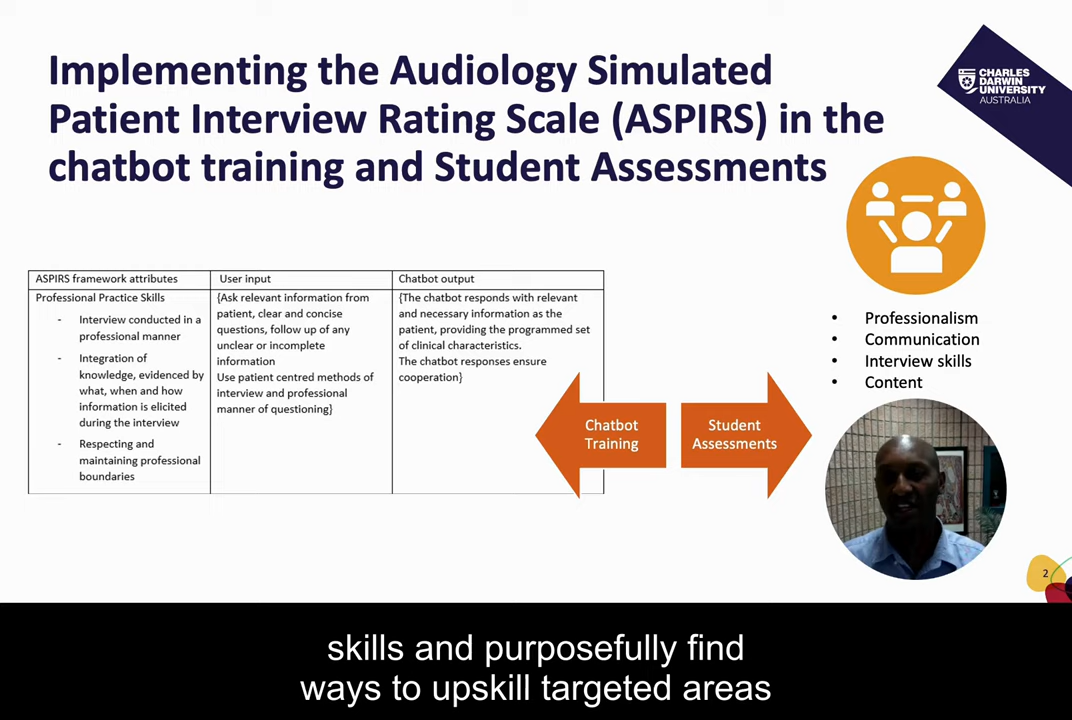 Implementing the Audiology Simulated
Patient Interview Rating Scale (ASPIRS) in the
chatbot training and Student Assessments
CHARLES
DARWIN
UNIVERSITY
AUSTRALIA
ASPIRS framework attributes
User input
Chatbot output
Professional Practice Skills
- Interview conducted in a
professional manner
- Integration of
knowledge, evidenced by
what, when and how
information is elicited
during the interview
- Respecting and
maintaining professional
boundaries
{Ask relevant information from
patient, clear and concise
questions, follow up of any
unclear or incomplete
information
Use patient centred methods of
interview and professional
manner of questioning}
{The chatbot responds with relevant
and necessary information as the
patient, providing the programmed set
of clinical characteristics.
The chatbot responses ensure
cooperation}
Chatbot
Training
Student
Assessments
• Professionalism
• Communication
• Interview skills
• Content
2
skills and purposefully find
ways to upskill targeted areas